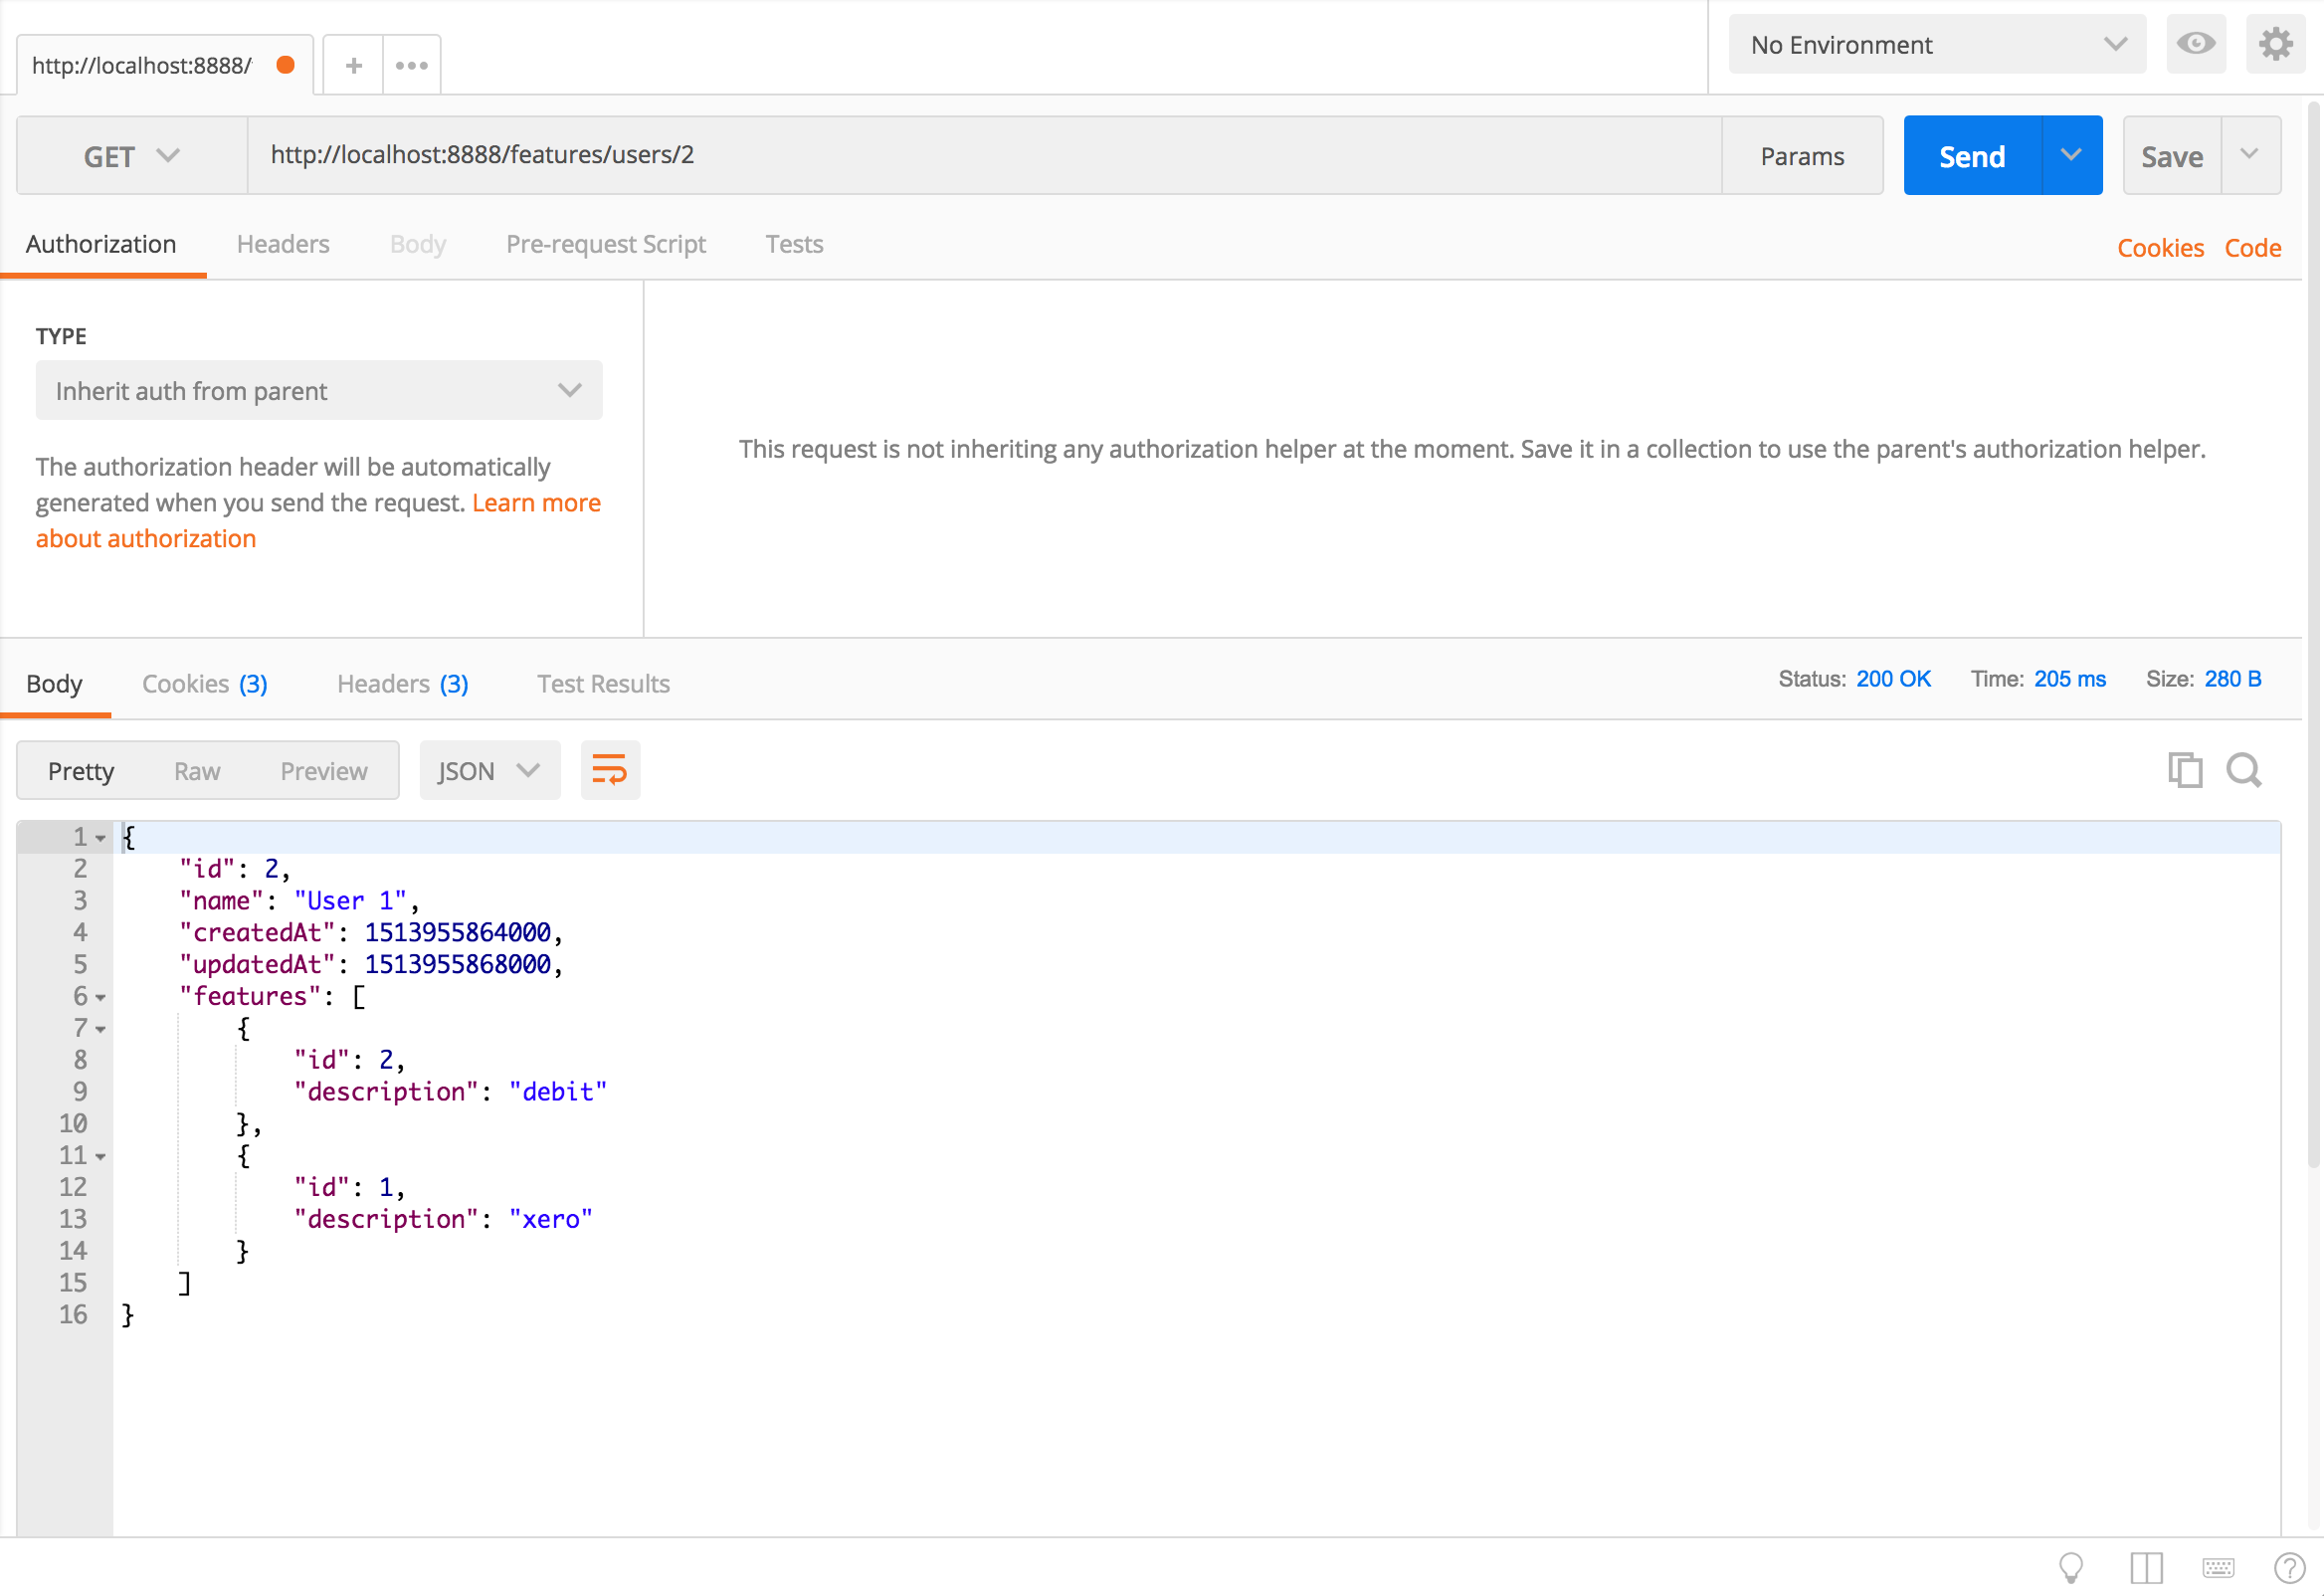 http://localhost:8888/
No Environment
GET
http://localhost:8888/features/users/2
Params
Send
Save
Authorization
Headers
Body
Pre-request Script
Tests
Cookies
Code
TYPE
Inherit auth from parent
The authorization header will be automatically
generated when you send the request. Learn more
about authorization
This request is not inheriting any authorization helper at the moment. Save it in a collection to use the parent's authorization helper.
Body
Cookies (3)
Headers (3)
Test Results
Status: 200 OK
Time: 205 ms
Size: 280 B
Pretty
Raw
Preview
JSON
1 {
2 "id": 2,
3 "name": "User 1",
4 "createdAt": 1513955864000,
5 "updatedAt": 1513955868000,
6 "features": [
7 {
8 "id": 2,
9 "description": "debit"
10 },
11 {
12 "id": 1,
13 "description": "xero"
14 }
15 ]
16 }